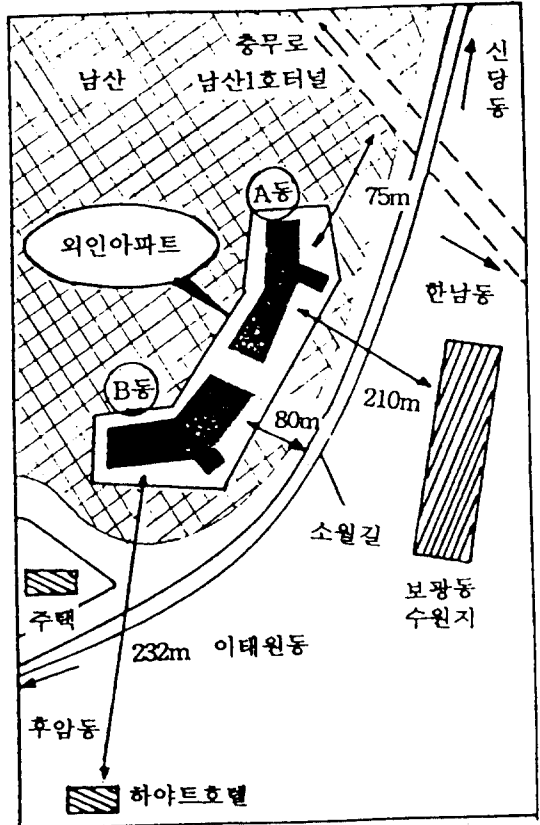 충무로
신당동
남산
남산1호터널
A동
75m
외인아파트
한남동
B동
210m
80m
소월길
보광동
수원지
주택
232m
이태원동
후암동
하야트호텔